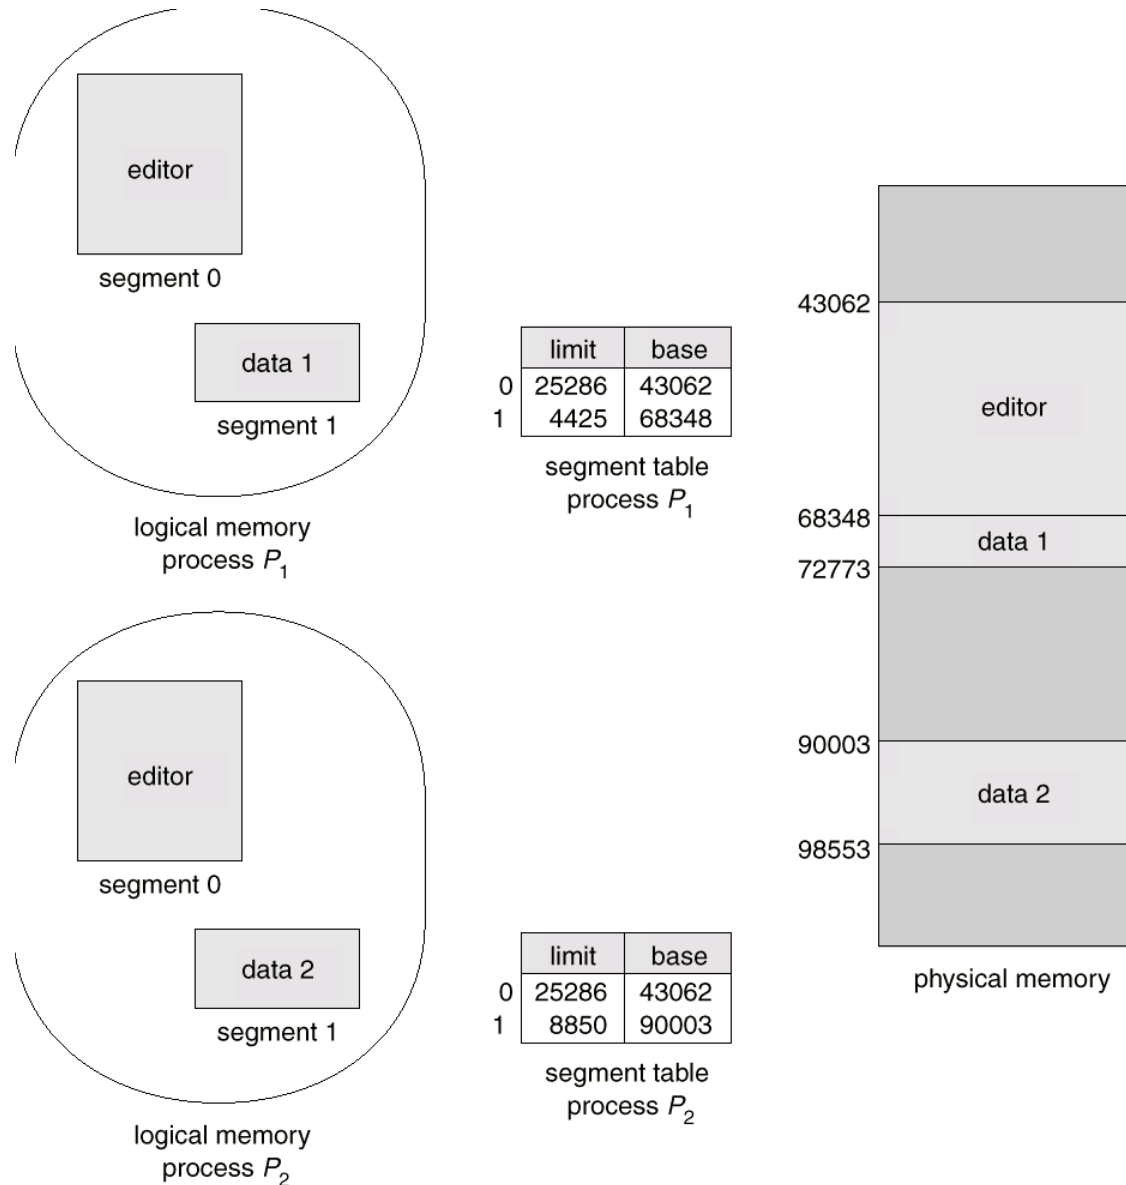 editor
segment 0
data 1
segment 1
logical memory
process P1
limit base
0 25286 43062
1 4425 68348
segment table
process P1
editor
segment 0
data 2
segment 1
logical memory
process P2
limit base
0 25286 43062
1 8850 90003
segment table
process P2
43062
editor
68348
data 1
72773
90003
data 2
98553
physical memory